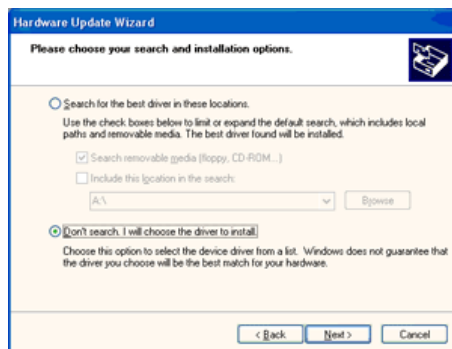 Hardware Update Wizard
Please choose your search and installation options.
Search for the best driver in these locations.
Use the check boxes below to limit or expand the default search, which includes local
paths and removable media. The best driver found will be installed.
Search removable media (floppy, CD-ROM...)
Include this location in the search:
A:\
Browse
Don't search. I will choose the driver to install.
Choose this option to select the device driver from a list. Windows does not guarantee that
the driver you choose will be the best match for your hardware.
< Back Next > Cancel